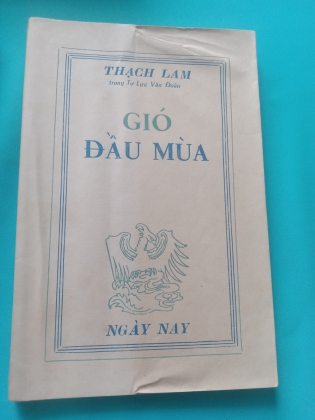 THẠCH LAM
trong Tự Lực Văn Đoàn
GIÓ
ĐẦU MÙA
NGÀY NAY